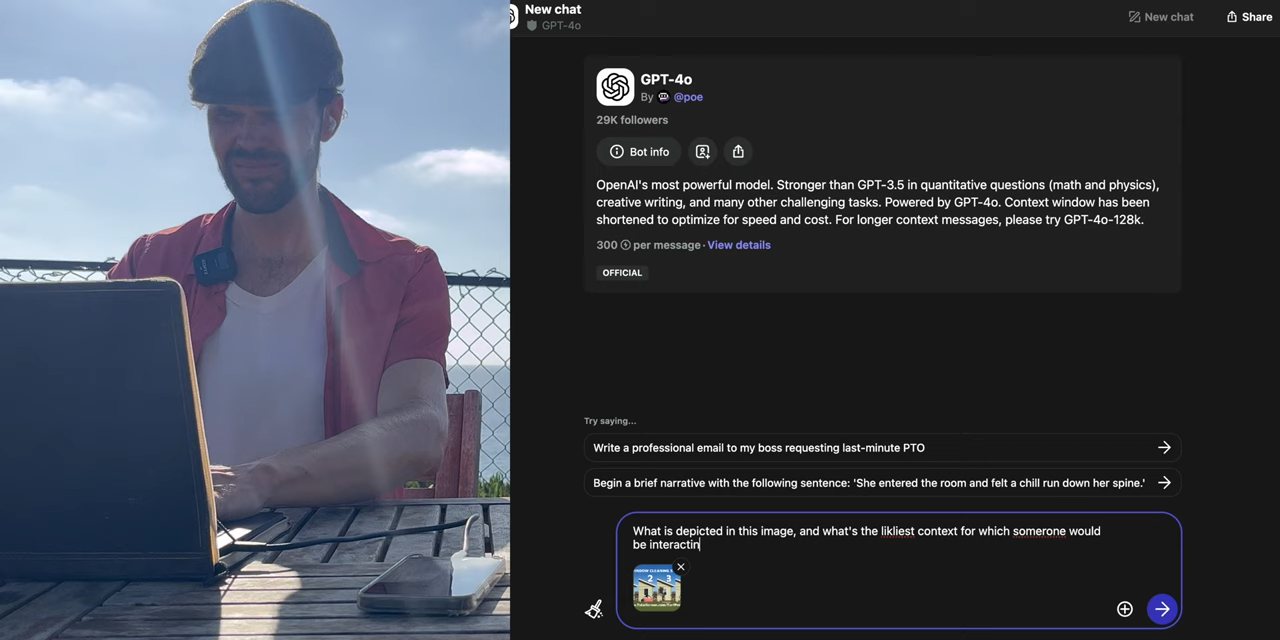 New chat
GPT-4o
New chat
Share
GPT-4o
By @poe
29K followers
Bot info
OpenAI's most powerful model. Stronger than GPT-3.5 in quantitative questions (math and physics),
creative writing, and many other challenging tasks. Powered by GPT-4o. Context window has been
shortened to optimize for speed and cost. For longer context messages, please try GPT-4o-128k.
300 per message · View details
OFFICIAL
Try saying...
Write a professional email to my boss requesting last-minute PTO
Begin a brief narrative with the following sentence: 'She entered the room and felt a chill run down her spine.'
What is depicted in this image, and what's the likliest context for which somerone would
be interactin
2 3